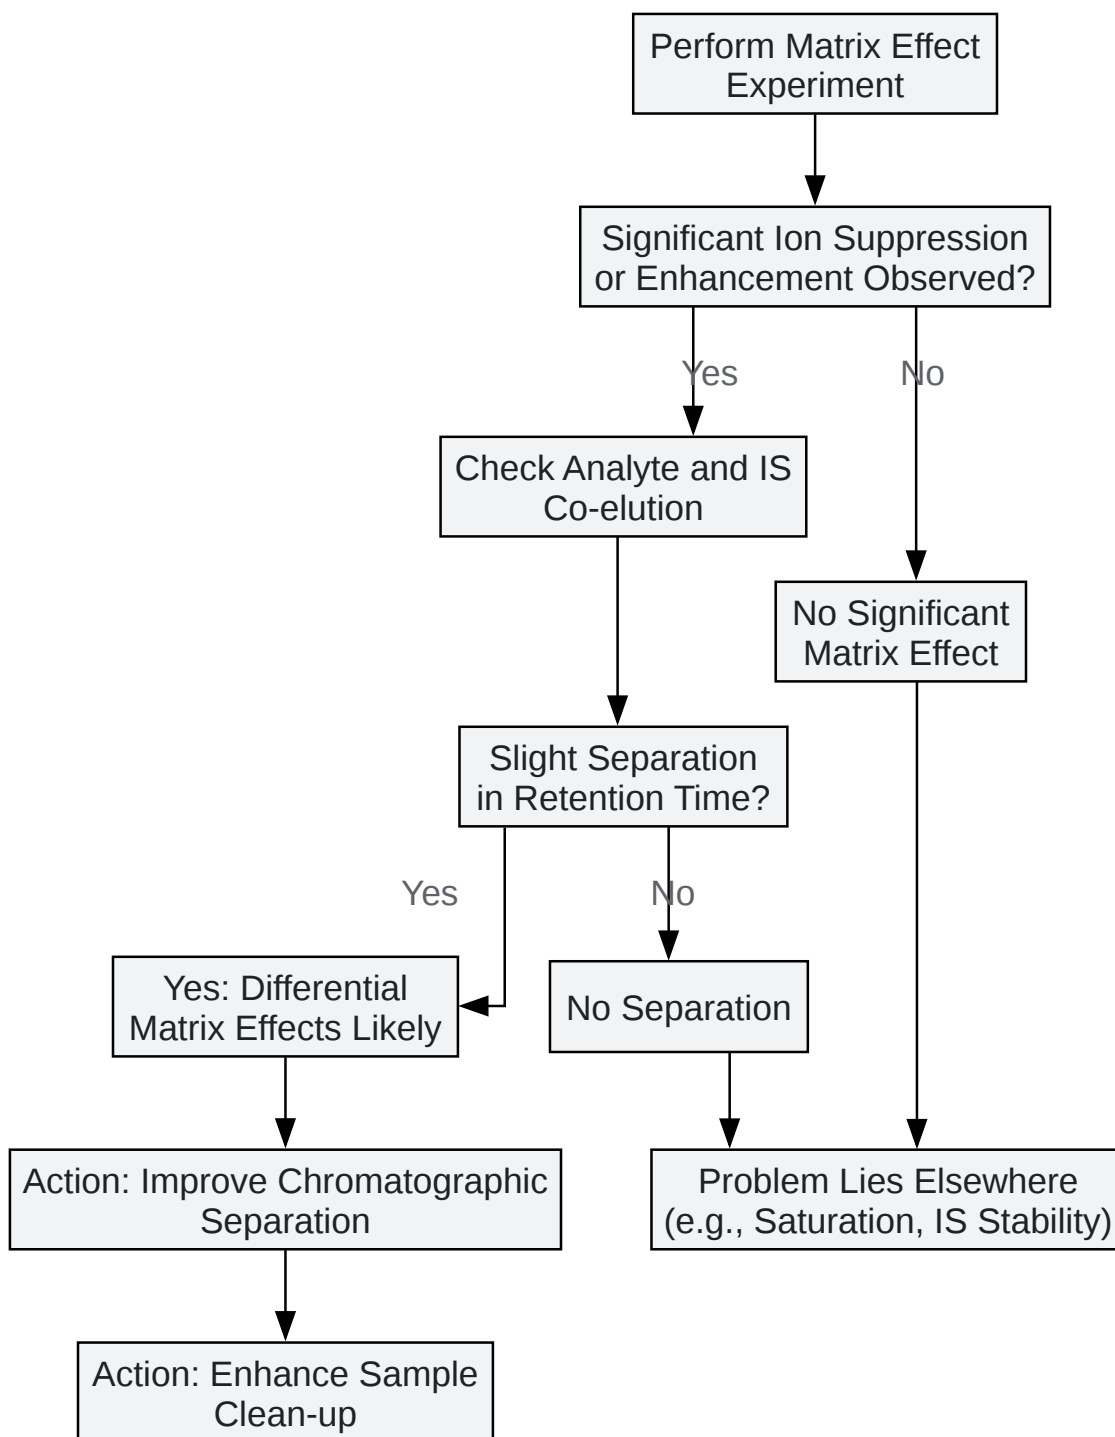 Perform Matrix Effect
Experiment
Significant Ion Suppression
or Enhancement Observed?
Yes
No
Check Analyte and IS
Co-elution
No Significant
Matrix Effect
Slight Separation
in Retention Time?
Yes
No
Yes: Differential
Matrix Effects Likely
No Separation
Action: Improve Chromatographic
Separation
Problem Lies Elsewhere
(e.g., Saturation, IS Stability)
Action: Enhance Sample
Clean-up